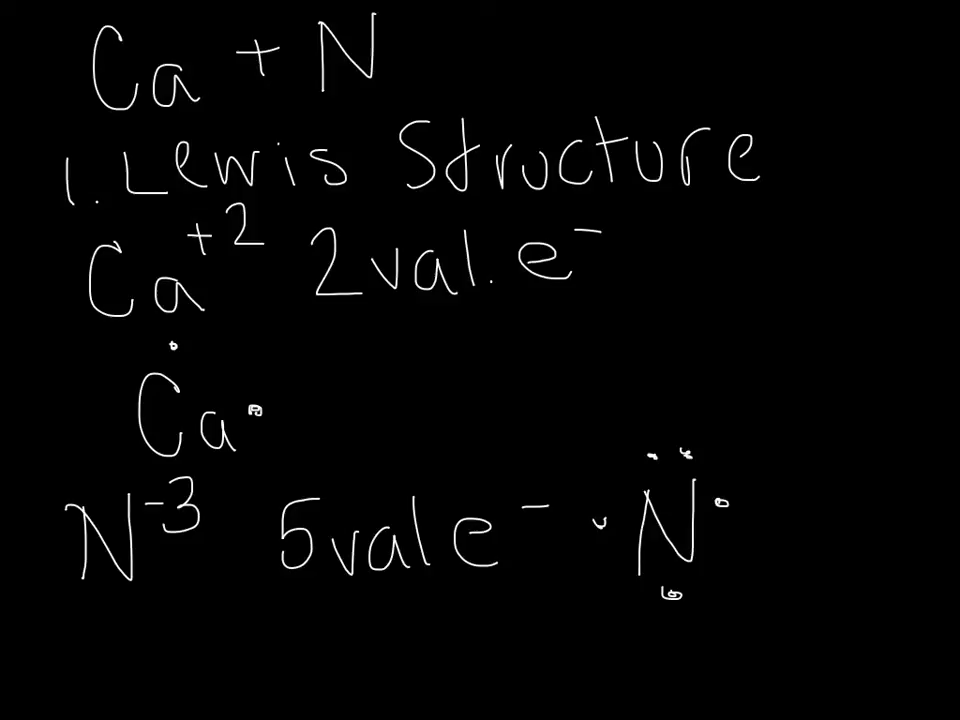 Ca + N
1. Lewis Structure
Ca+2 2val. e-
Ca
N-3 5vale- N